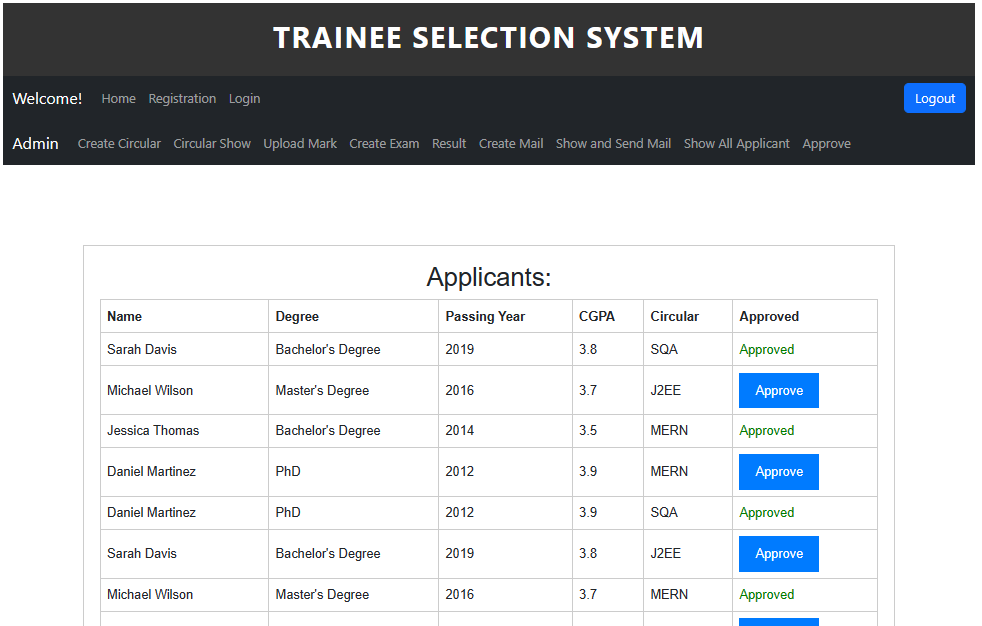 TRAINEE SELECTION SYSTEM
Welcome! Home Registration Login Logout
Admin Create Circular Circular Show Upload Mark Create Exam Result Create Mail Show and Send Mail Show All Applicant Approve
Applicants:
Name Degree Passing Year CGPA Circular Approved
Sarah Davis Bachelor's Degree 2019 3.8 SQA Approved
Michael Wilson Master's Degree 2016 3.7 J2EE Approve
Jessica Thomas Bachelor's Degree 2014 3.5 MERN Approved
Daniel Martinez PhD 2012 3.9 MERN Approve
Daniel Martinez PhD 2012 3.9 SQA Approved
Sarah Davis Bachelor's Degree 2019 3.8 J2EE Approve
Michael Wilson Master's Degree 2016 3.7 MERN Approved